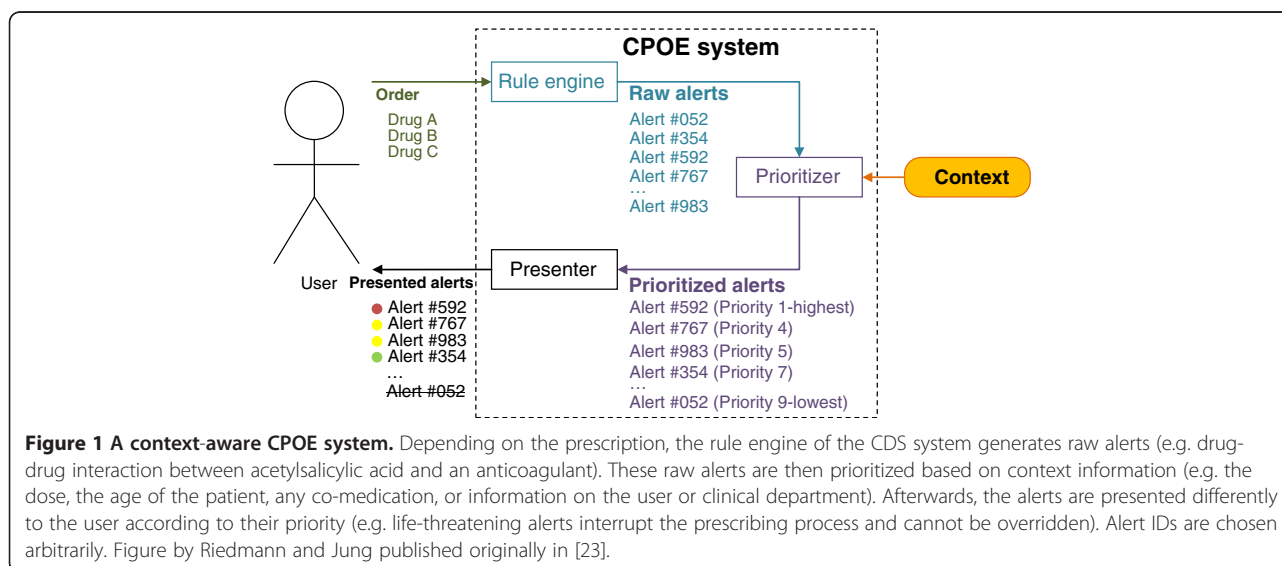 CPOE system
Order
Drug A
Drug B
Drug C
Rule engine
Raw alerts
Alert #052
Alert #354
Alert #592
Alert #767
...
Alert #983
Prioritizer
Context
User
Presented alerts
Alert #592
Alert #767
Alert #983
Alert #354
...
Alert #052
Presenter
Prioritized alerts
Alert #592 (Priority 1-highest)
Alert #767 (Priority 4)
Alert #983 (Priority 5)
Alert #354 (Priority 7)
...
Alert #052 (Priority 9-lowest)
Figure 1 A context-aware CPOE system. Depending on the prescription, the rule engine of the CDS system generates raw alerts (e.g. drug-
drug interaction between acetylsalicylic acid and an anticoagulant). These raw alerts are then prioritized based on context information (e.g. the
dose, the age of the patient, any co-medication, or information on the user or clinical department). Afterwards, the alerts are presented differently
to the user according to their priority (e.g. life-threatening alerts interrupt the prescribing process and cannot be overridden). Alert IDs are chosen
arbitrarily. Figure by Riedmann and Jung published originally in [23].